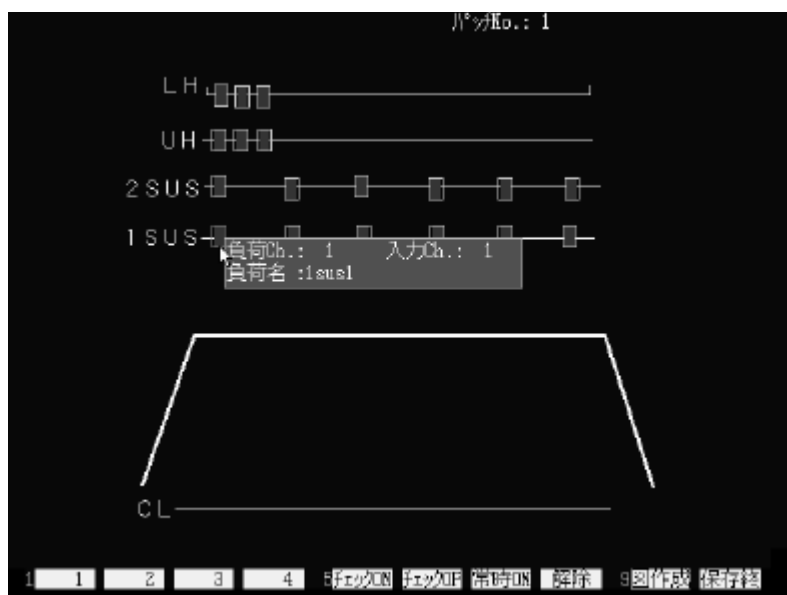 パッチNo.: 1
LH
UH
2SUS
1SUS
負荷Ch.: 1 入力Ch.: 1
負荷名 :1sus1
CL
1 1 2 3 4 5チェックON チェックOF 常時ON 解除 9図作成 保存終